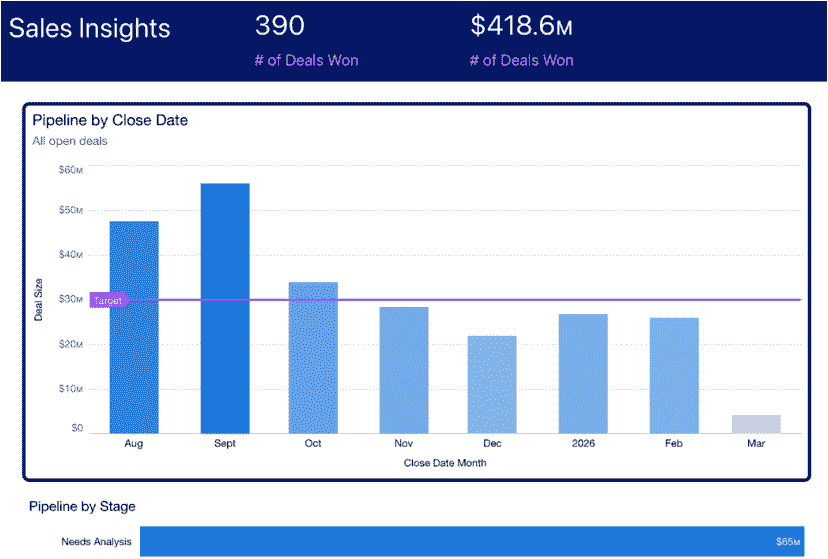 Sales Insights
390
# of Deals Won
$418.6M
# of Deals Won
Pipeline by Close Date
All open deals
$60M
$50M
$40M
$30M
$20M
$10M
$0
Deal Size
Target
Aug
Sept
Oct
Nov
Dec
2026
Feb
Mar
Close Date Month
Pipeline by Stage
Needs Analysis
$65M